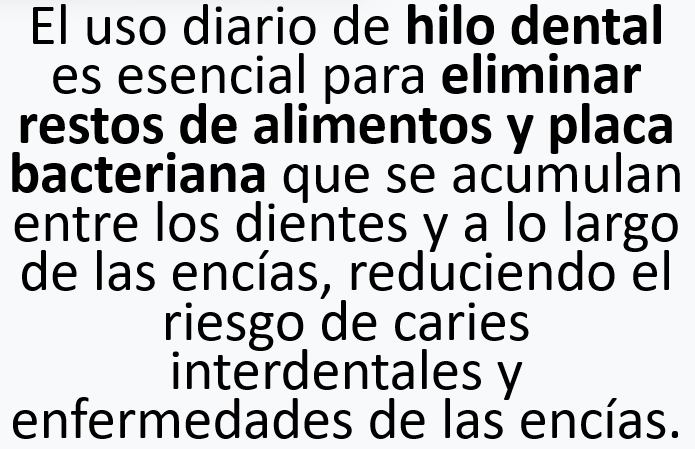 El uso diario de hilo dental
es esencial para eliminar
restos de alimentos y placa
bacteriana que se acumulan
entre los dientes y a lo largo
de las encías, reduciendo el
riesgo de caries
interdentales y
enfermedades de las encías.